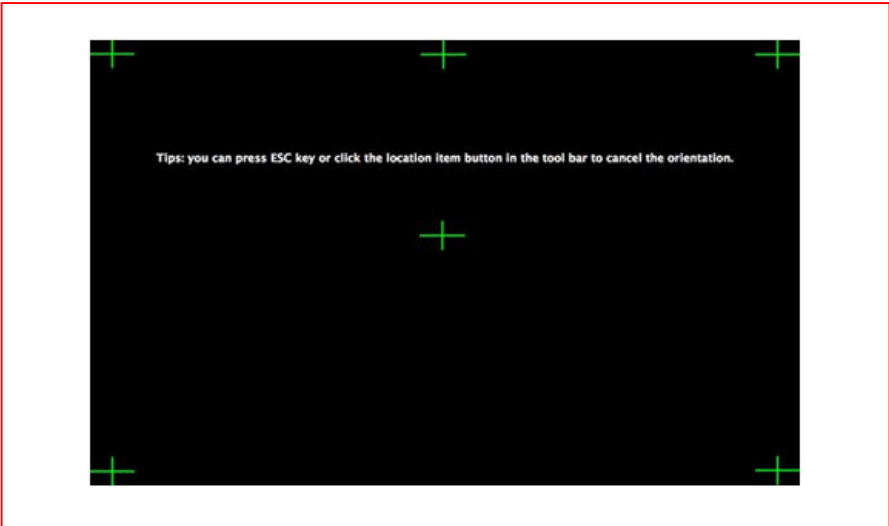 Tips: you can press ESC key or click the location item button in the tool bar to cancel the orientation.